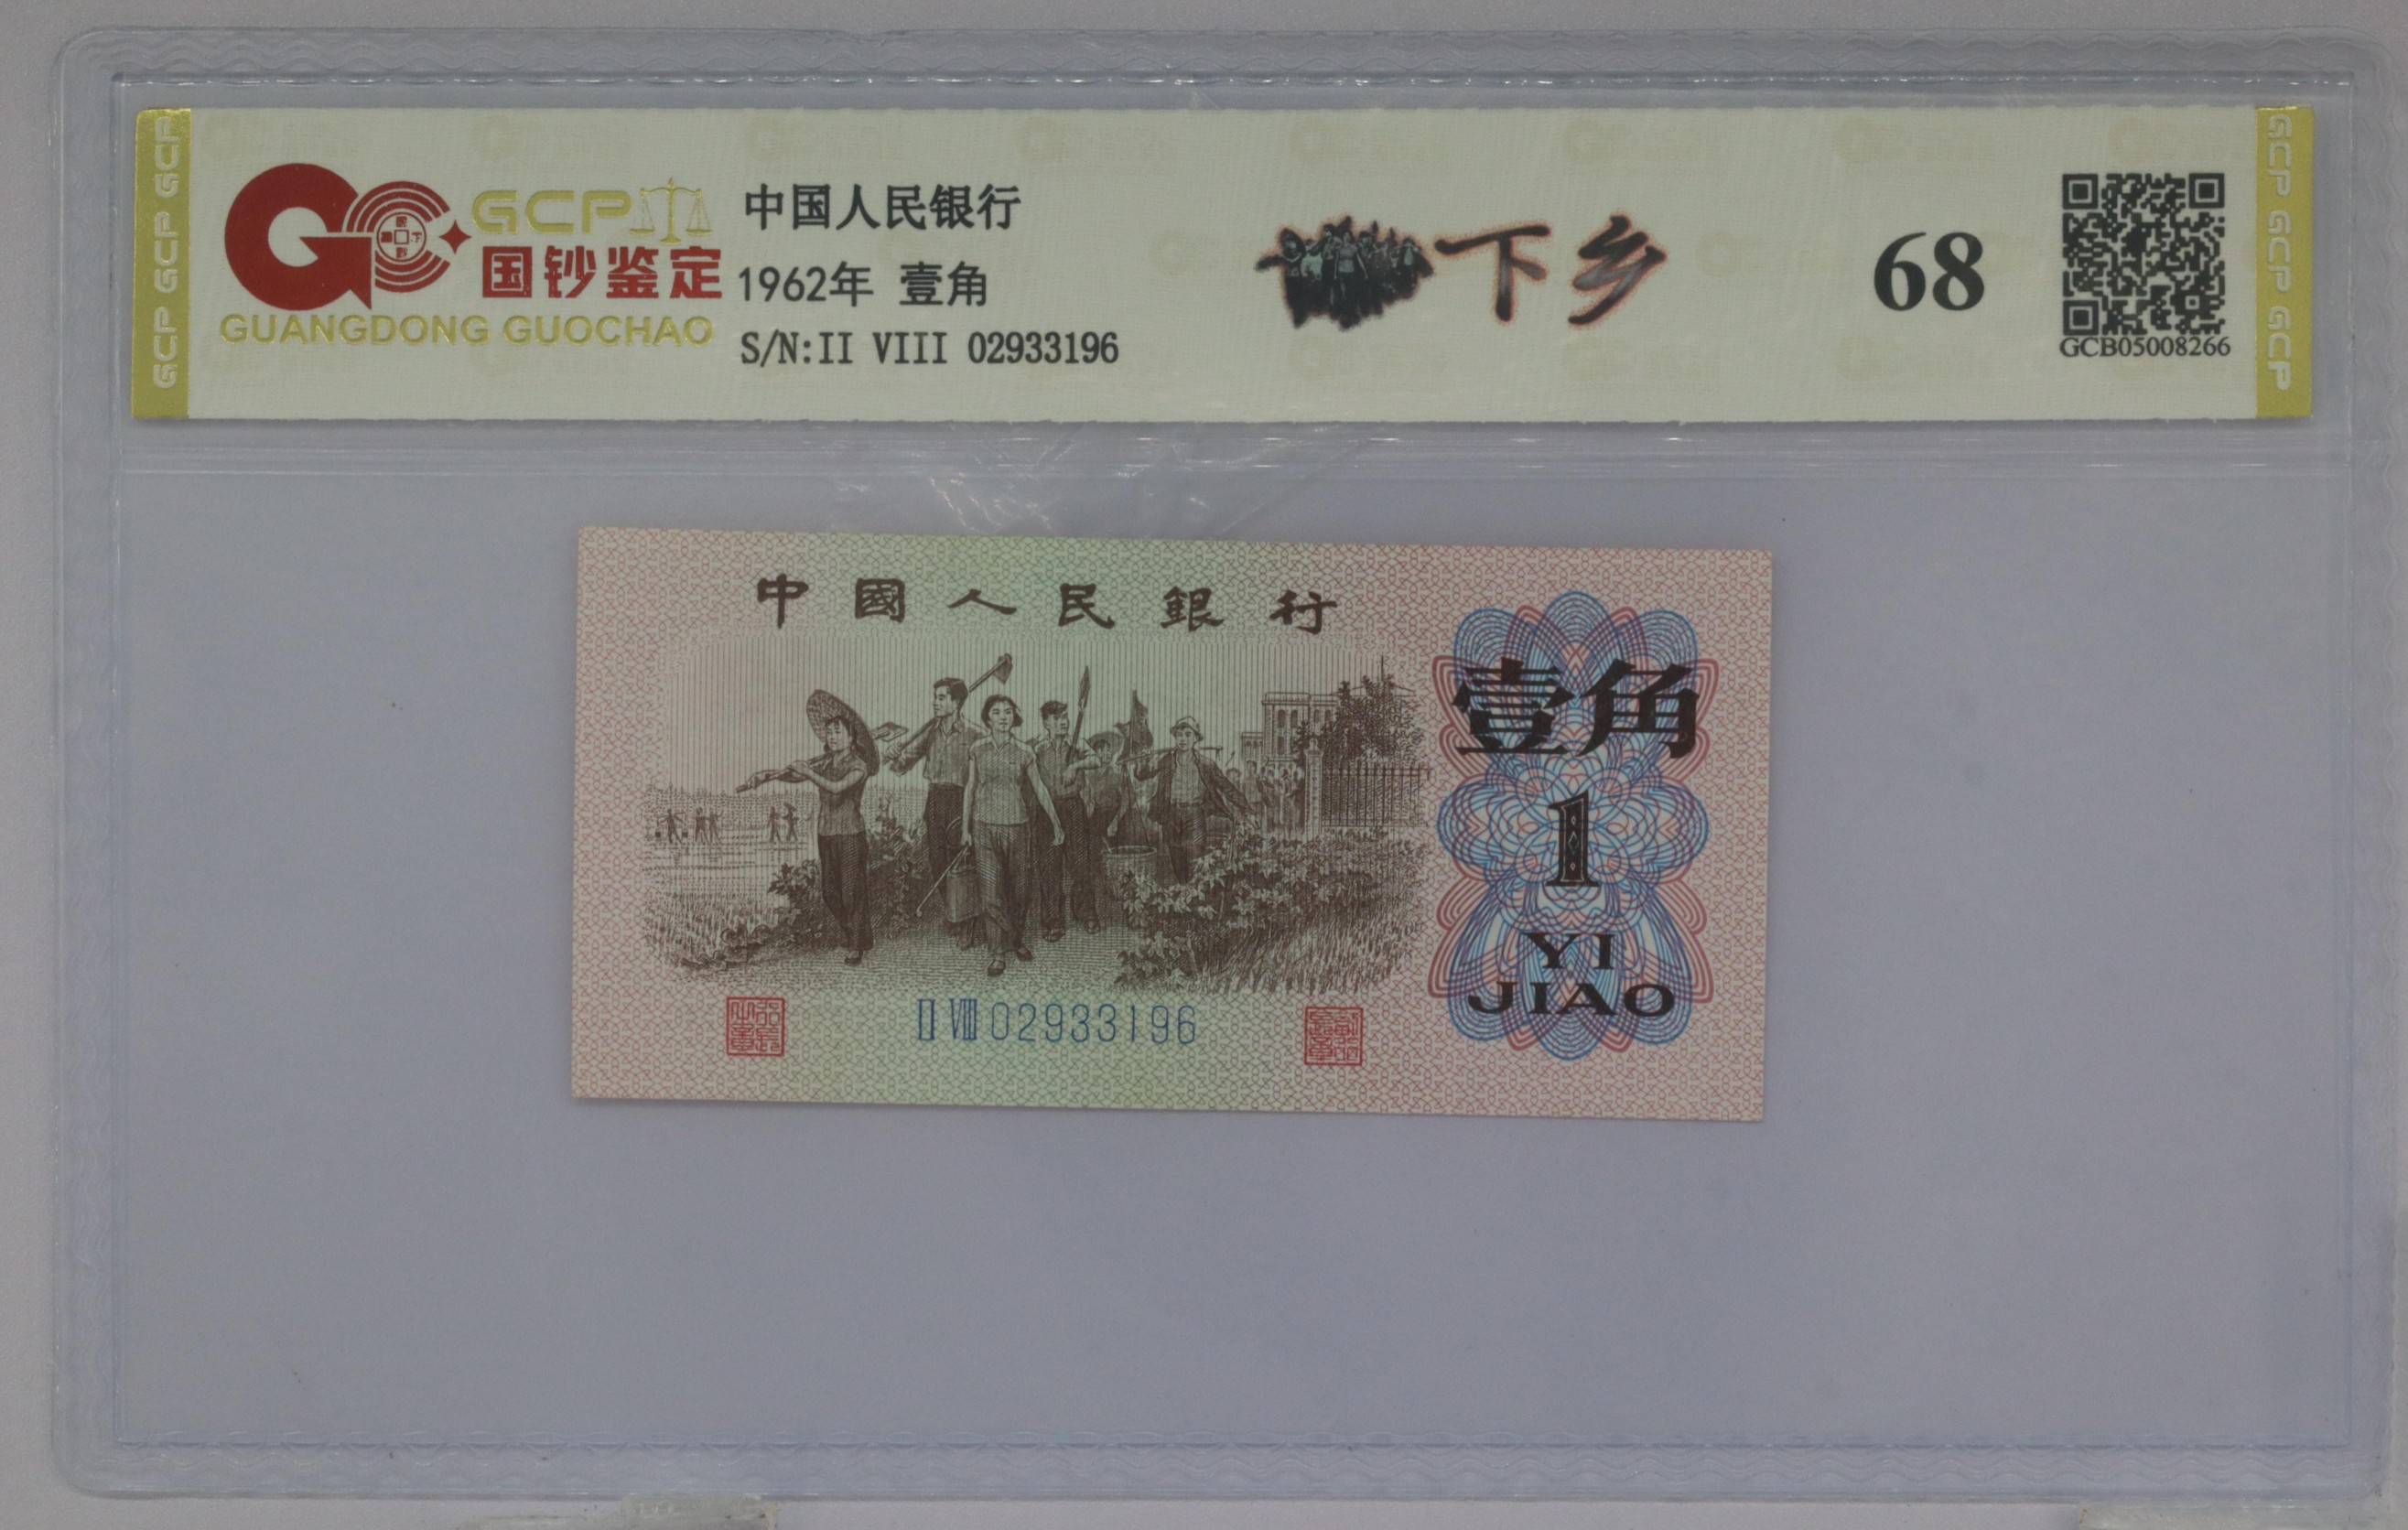 GCP GCP GCP
GCP
国钞鉴定
GUANGDONG GUOCHAO
中国人民银行
1962年 壹角
S/N:II VIII 02933196
下乡
68
GCB05008266
GCP GCP GCP
中國人民銀行
壹角
1
YI
JIAO
II VIII 02933196